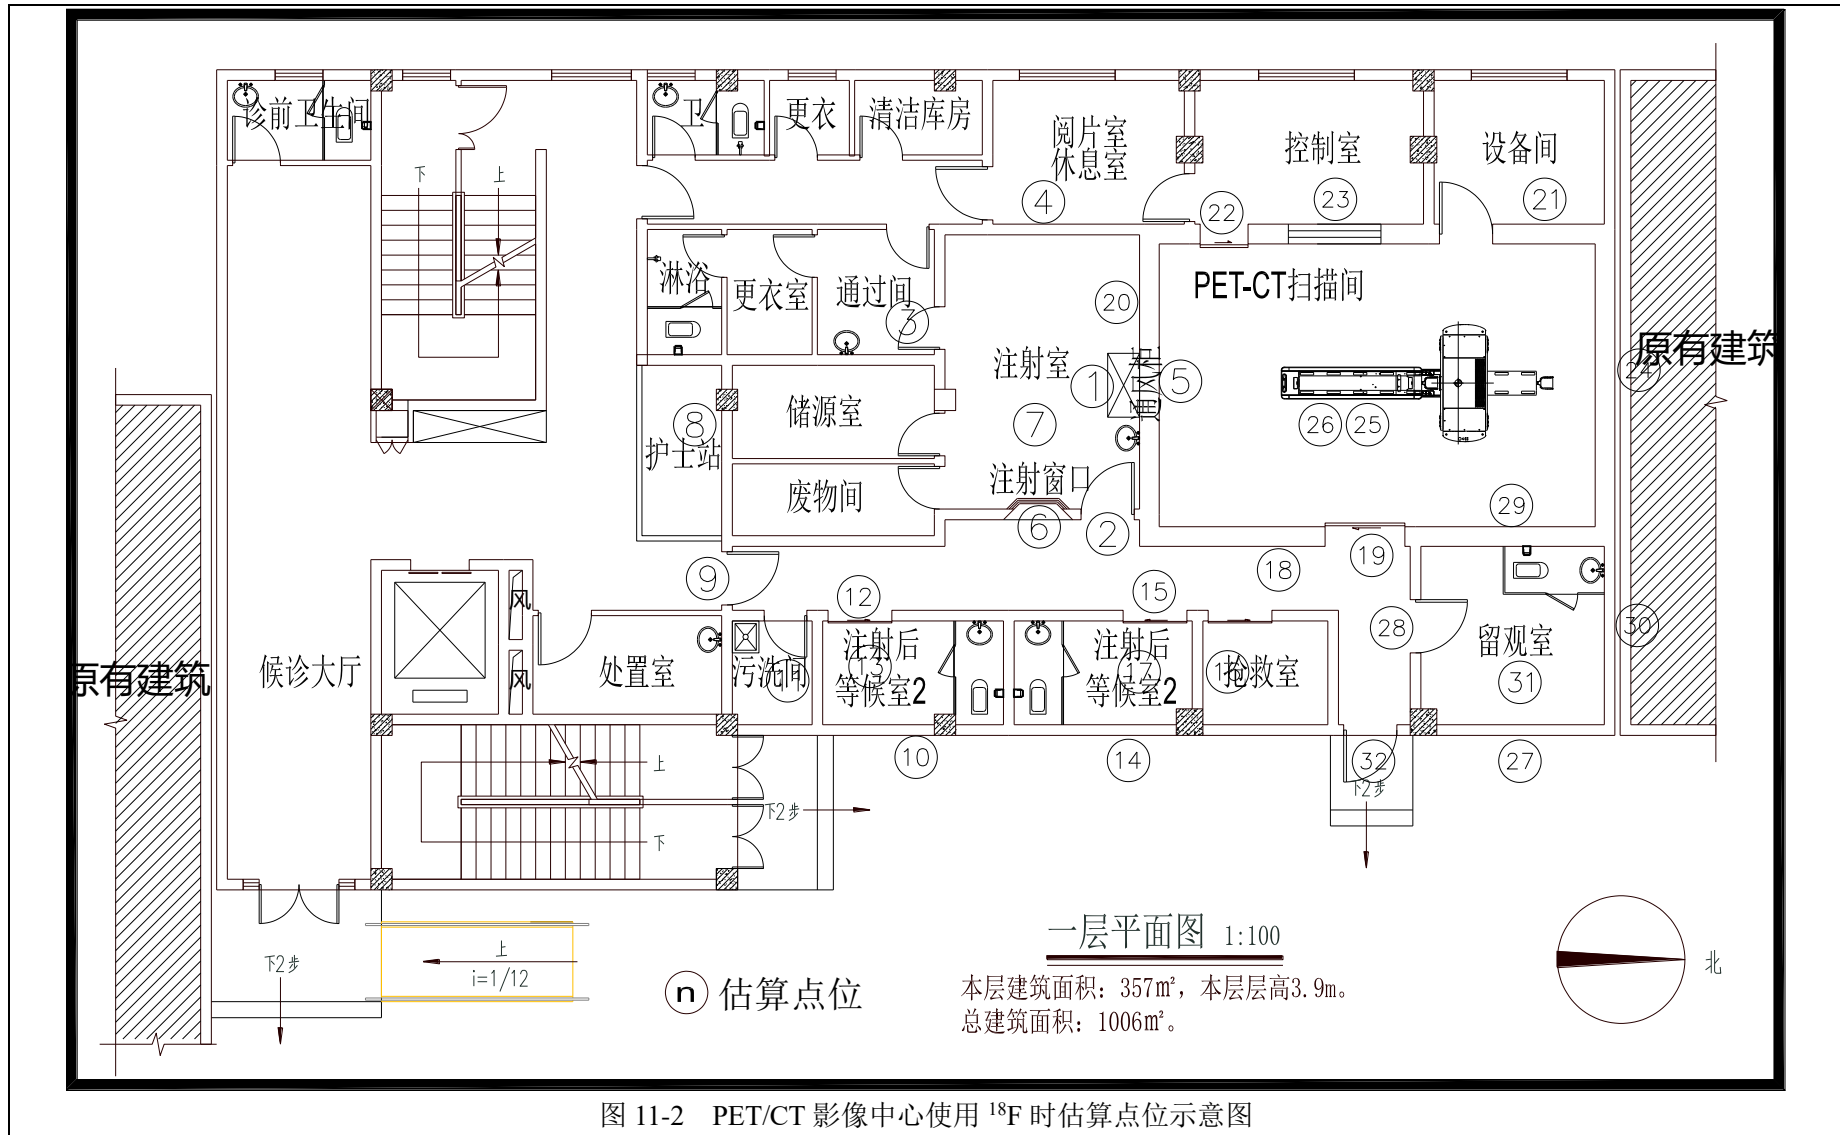 诊前卫生间
卫
更衣
清洁库房
阅片室
休息室
控制室
设备间
下
上
4
22
23
21
淋浴
更衣室
通过间
3
20
PET-CT扫描间
原有建筑
24
注射室
1
通风柜
5
储源室
7
26
25
护士站
8
注射窗口
废物间
6
2
29
9
19
18
12
15
风
28
30
候诊大厅
原有建筑
风
处置室
污洗间
11
注射后
等候室2
13
注射后
等候室2
17
抢救室
16
留观室
31
10
14
32
27
上
下
下2步
下2步
一层平面图 1:100
上
i=1/12
下2步
n 估算点位
本层建筑面积：357㎡，本层层高3.9m。
总建筑面积：1006㎡。
北
图 11-2 PET/CT 影像中心使用 ¹⁸F 时估算点位示意图